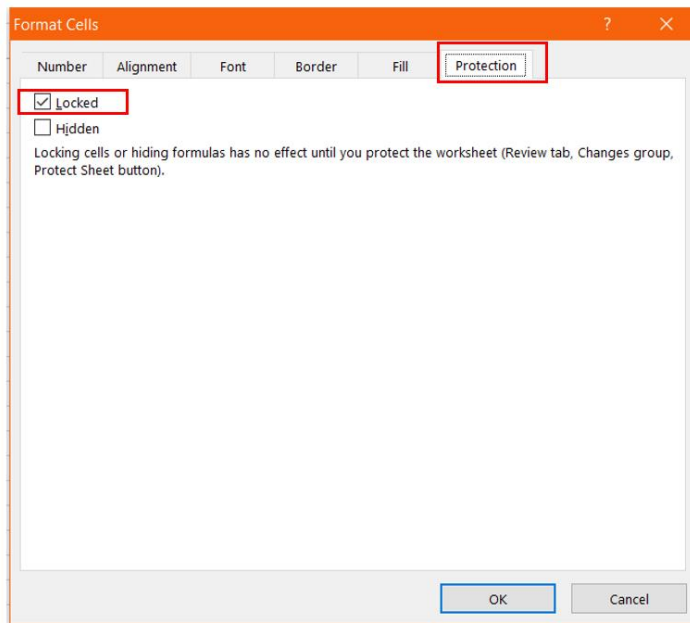 Format Cells ? ×
Number Alignment Font Border Fill Protection
Locked
Hidden
Locking cells or hiding formulas has no effect until you protect the worksheet (Review tab, Changes group,
Protect Sheet button).
OK Cancel